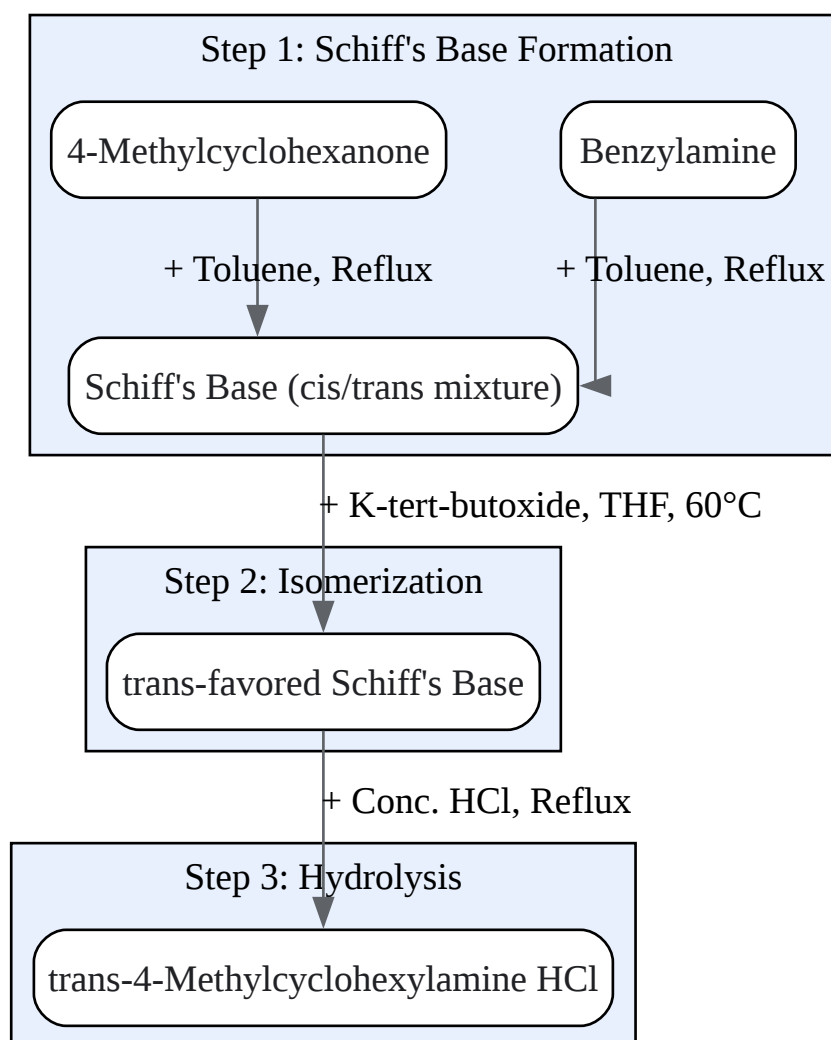 Step 1: Schiff's Base Formation
4-Methylcyclohexanone
Benzylamine
+ Toluene, Reflux
+ Toluene, Reflux
Schiff's Base (cis/trans mixture)
+ K-tert-butoxide, THF, 60°C
Step 2: Isomerization
trans-favored Schiff's Base
+ Conc. HCl, Reflux
Step 3: Hydrolysis
trans-4-Methylcyclohexylamine HCl